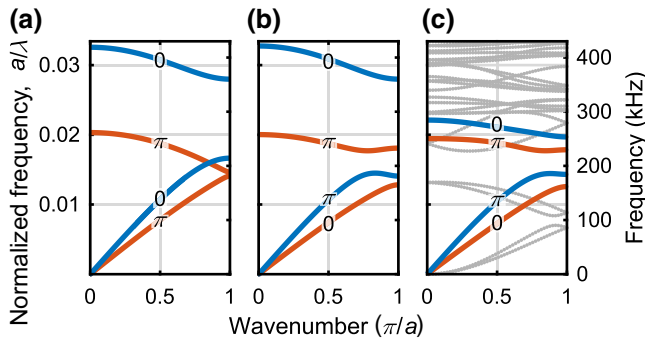 (a) (b) (c)
Normalized frequency, a/λ
0.03
0.02
0.01
0
0 π 0 π
0 π π 0
0 π π 0
400
300
200
100
0
Frequency (kHz)
0 0.5 1 0 0.5 1 0 0.5 1
Wavenumber (π/a)